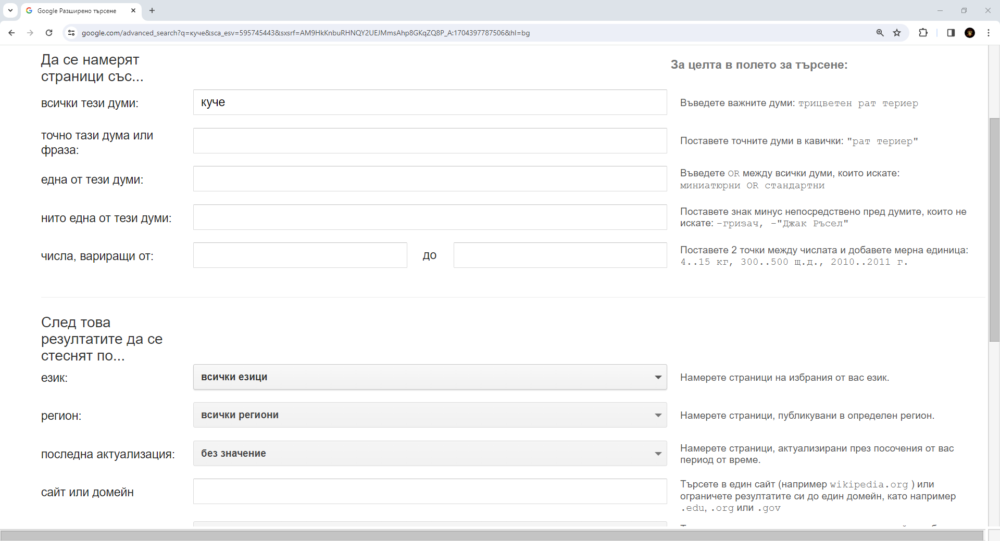 Google Разширено търсене
google.com/advanced_search?q=куче&sca_esv=595745443&sxsrf=AM9HkKnbuRHNQY2UEJMmsAhp8GKqZQ8P_A:1704397787506&hl=bg
Да се намерят
страници със...
За целта в полето за търсене:
всички тези думи:
куче
Въведете важните думи: трицветен рат териер
точно тази дума или
фраза:
Поставете точните думи в кавички: "рат териер"
една от тези думи:
Въведете OR между всички думи, които искате:
миниатюрни OR стандартни
нито една от тези думи:
Поставете знак минус непосредствено пред думите, които не
искате: -гризач, -"Джак Ръсел"
числа, вариращи от:
до
Поставете 2 точки между числата и добавете мерна единица:
4..15 кг, 300..500 щ.д., 2010..2011 г.
След това
резултатите да се
стеснят по...
език:
всички езици
Намерете страници на избрания от вас език.
регион:
всички региони
Намерете страници, публикувани в определен регион.
последна актуализация:
без значение
Намерете страници, актуализирани през посочения от вас
период от време.
сайт или домейн
Търсете в един сайт (например wikipedia.org ) или
ограничете резултатите си до един домейн, като например
.edu, .org или .gov